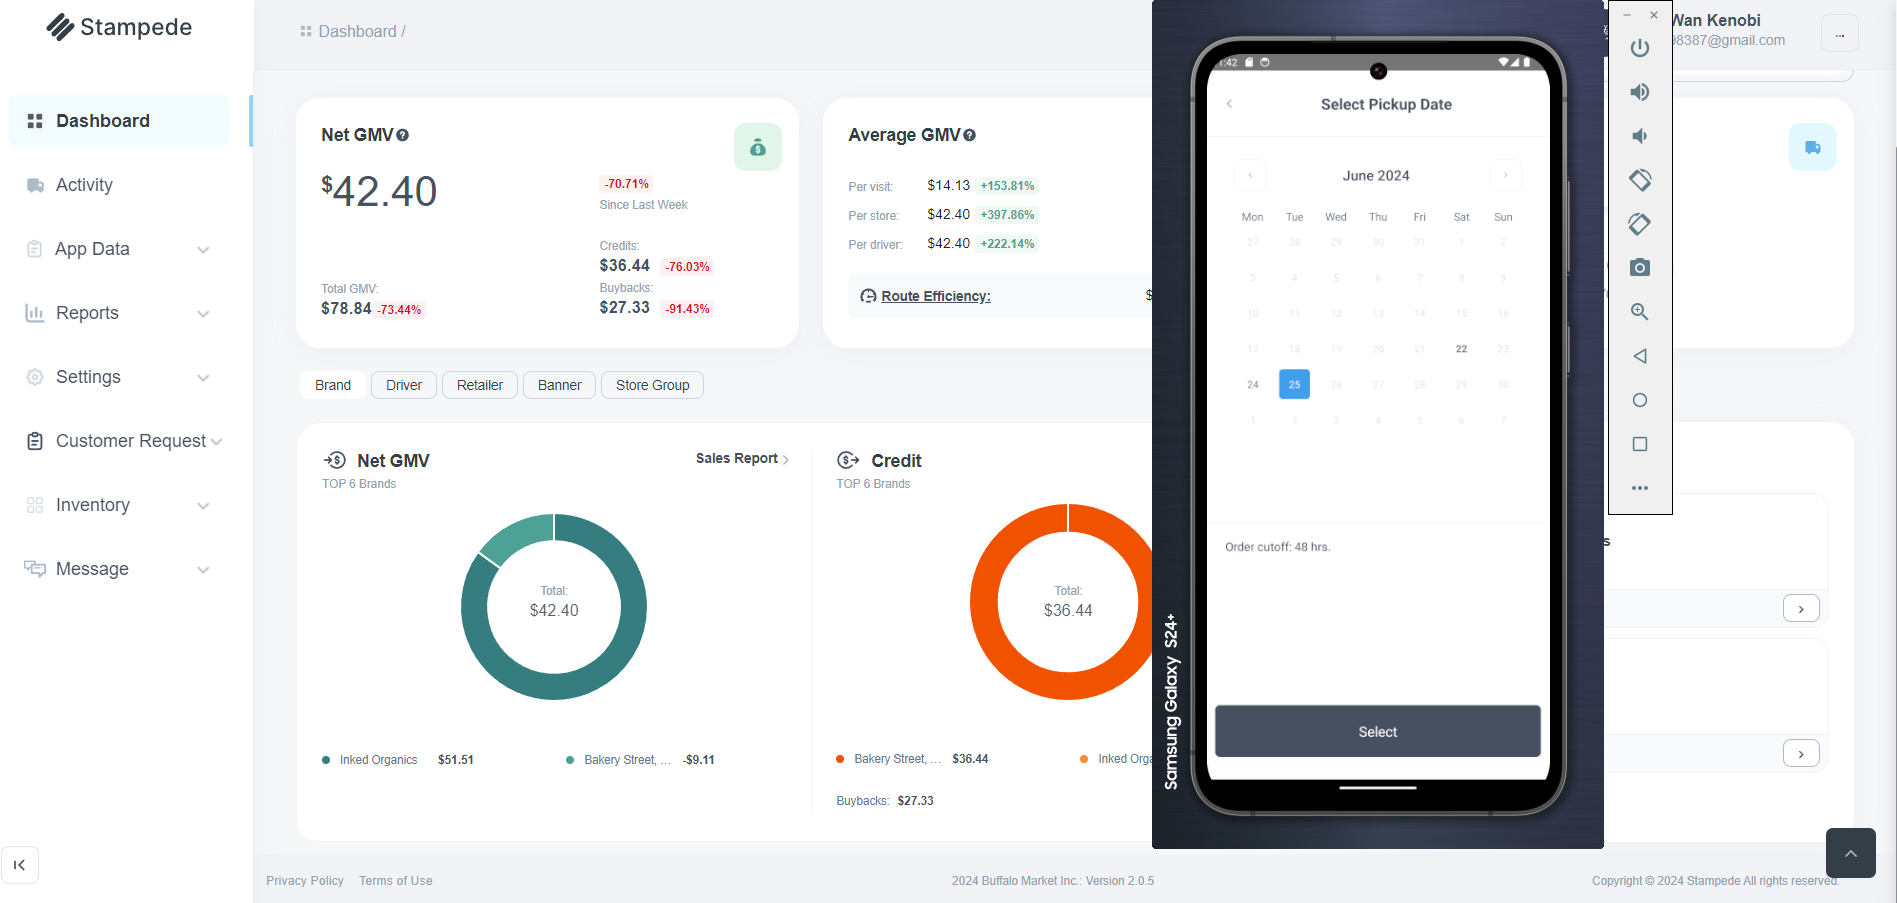 Stampede
Dashboard /
Wan Kenobi
98387@gmail.com
...
Dashboard
Activity
App Data
Reports
Settings
Customer Request
Inventory
Message
Net GMV
$42.40
-70.71%
Since Last Week
Credits:
$36.44 -76.03%
Buybacks:
$27.33 -91.43%
Total GMV:
$78.84 -73.44%
Average GMV
Per visit: $14.13 +153.81%
Per store: $42.40 +397.86%
Per driver: $42.40 +222.14%
Route Efficiency: $
Brand Driver Retailer Banner Store Group
Net GMV
TOP 6 Brands
Sales Report
Total:
$42.40
Inked Organics $51.51
Bakery Street, ... -$9.11
Credit
TOP 6 Brands
Total:
$36.44
Bakery Street, ... $36.44
Inked Orga
Buybacks: $27.33
s
1:42
Select Pickup Date
June 2024
Mon Tue Wed Thu Fri Sat Sun
27 28 29 30 31 1 2
3 4 5 6 7 8 9
10 11 12 13 14 15 16
17 18 19 20 21 22 23
24 25 26 27 28 29 30
1 2 3 4 5 6 7
Order cutoff: 48 hrs.
Select
Samsung Galaxy S24+
Privacy Policy Terms of Use
2024 Buffalo Market Inc.: Version 2.0.5
Copyright © 2024 Stampede All rights reserved.